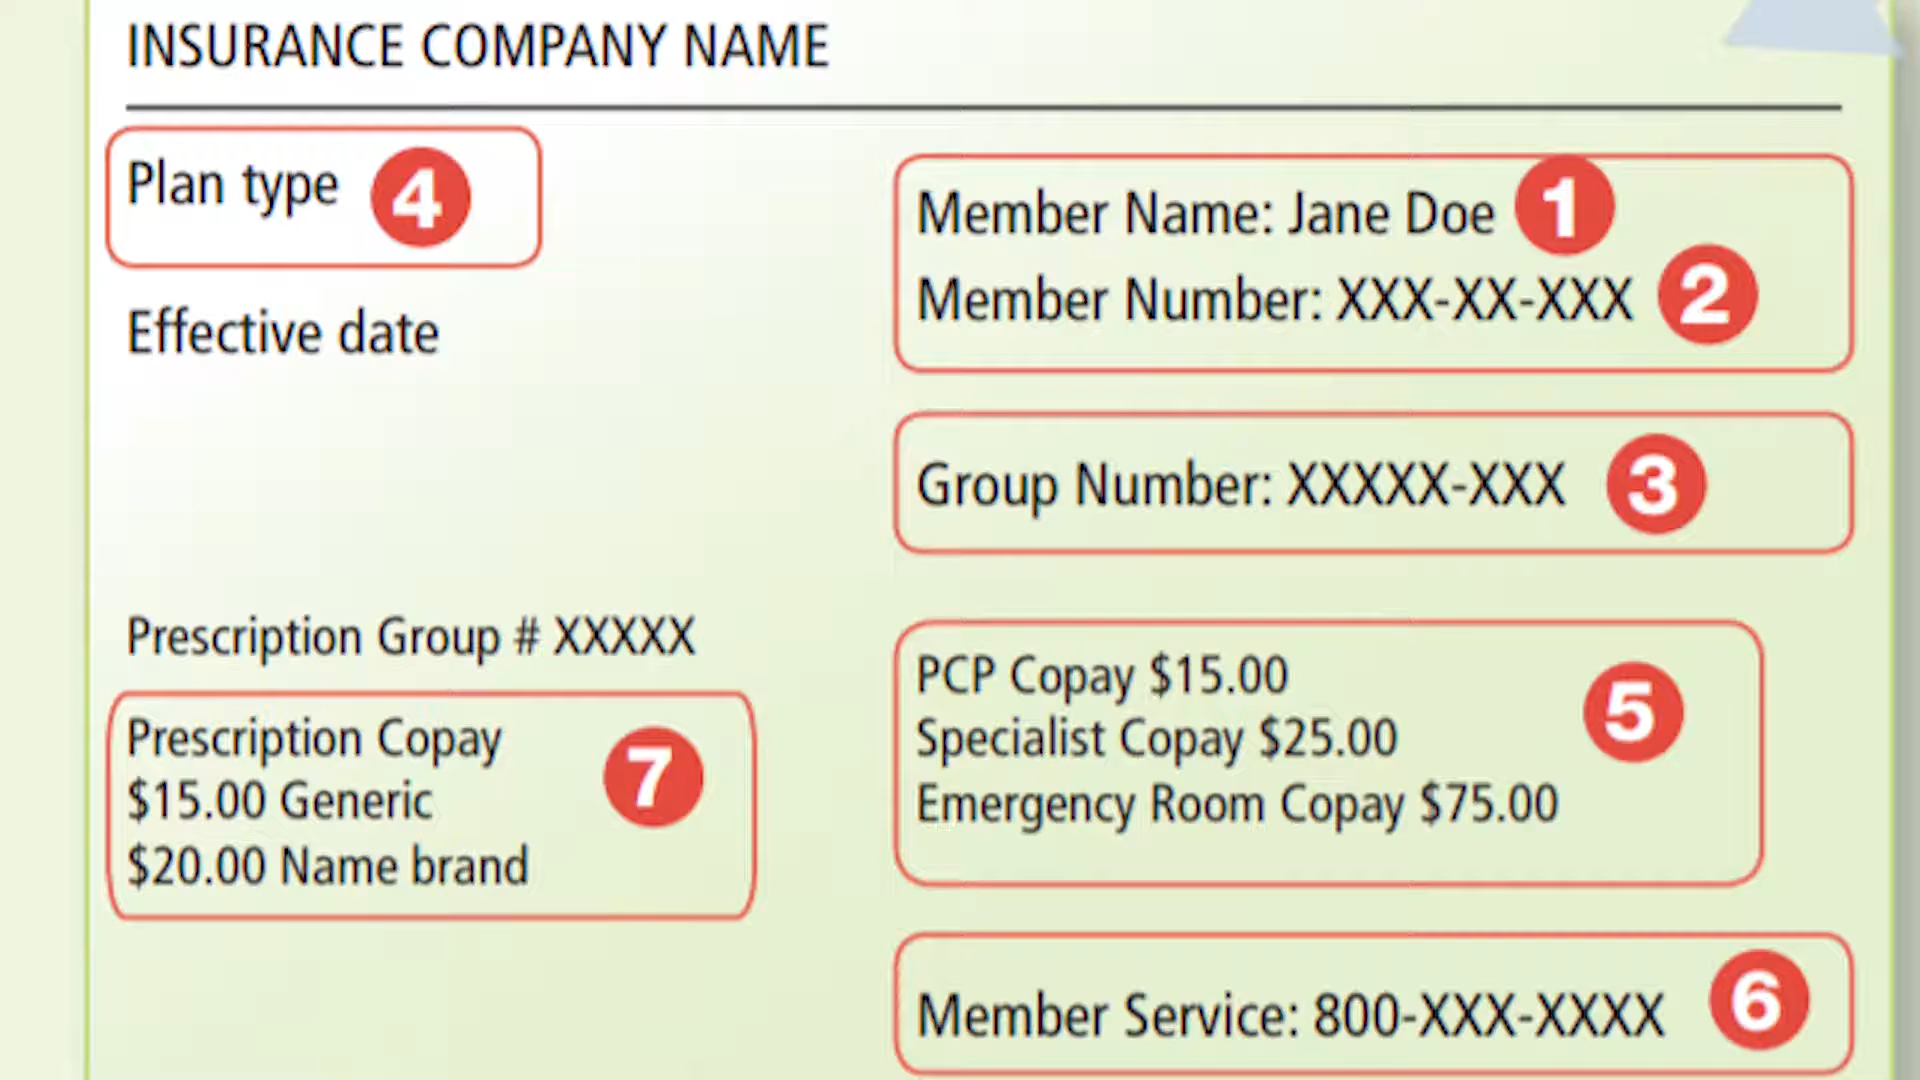 INSURANCE COMPANY NAME
Plan type 4
Effective date
Member Name: Jane Doe 1
Member Number: XXX-XX-XXX 2
Group Number: XXXXX-XXX 3
Prescription Group # XXXXX
Prescription Copay
$15.00 Generic
$20.00 Name brand
7
PCP Copay $15.00
Specialist Copay $25.00
Emergency Room Copay $75.00
5
Member Service: 800-XXX-XXXX 6